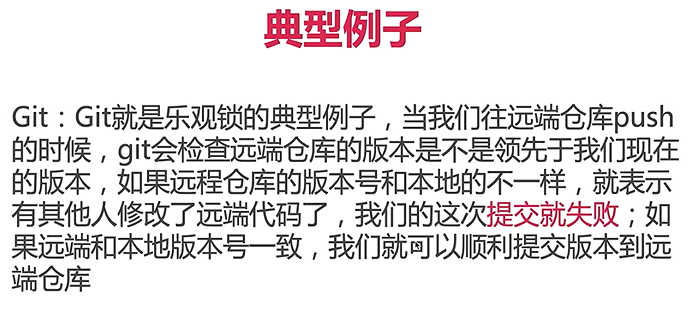 典型例子
Git：Git就是乐观锁的典型例子，当我们往远端仓库push
的时候，git会检查远端仓库的版本是不是领先于我们现在
的版本，如果远程仓库的版本号和本地的不一样，就表示
有其他人修改了远端代码了，我们的这次提交就失败；如
果远端和本地版本号一致，我们就可以顺利提交版本到远
端仓库